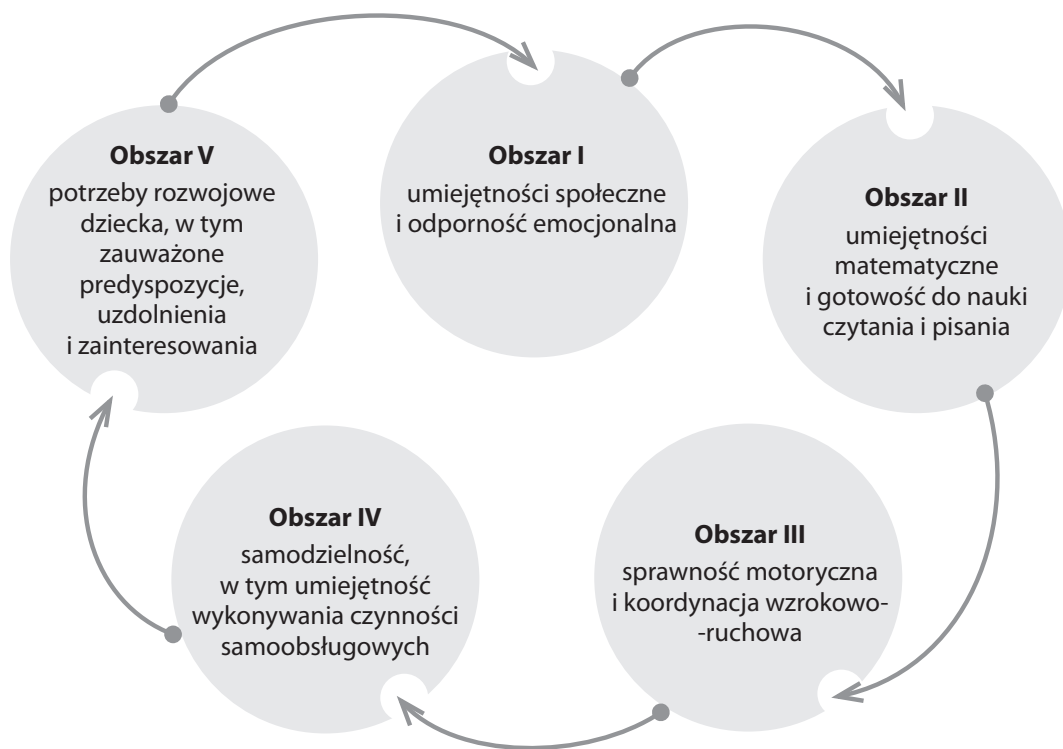 Obszar I
umiejętności społeczne
i odporność emocjonalna
Obszar II
umiejętności
matematyczne
i gotowość do nauki
czytania i pisania
Obszar III
sprawność motoryczna
i koordynacja wzrokowo-
-ruchowa
Obszar IV
samodzielność,
w tym umiejętność
wykonywania czynności
samoobsługowych
Obszar V
potrzeby rozwojowe
dziecka, w tym
zauważone
predyspozycje,
uzdolnienia
i zainteresowania